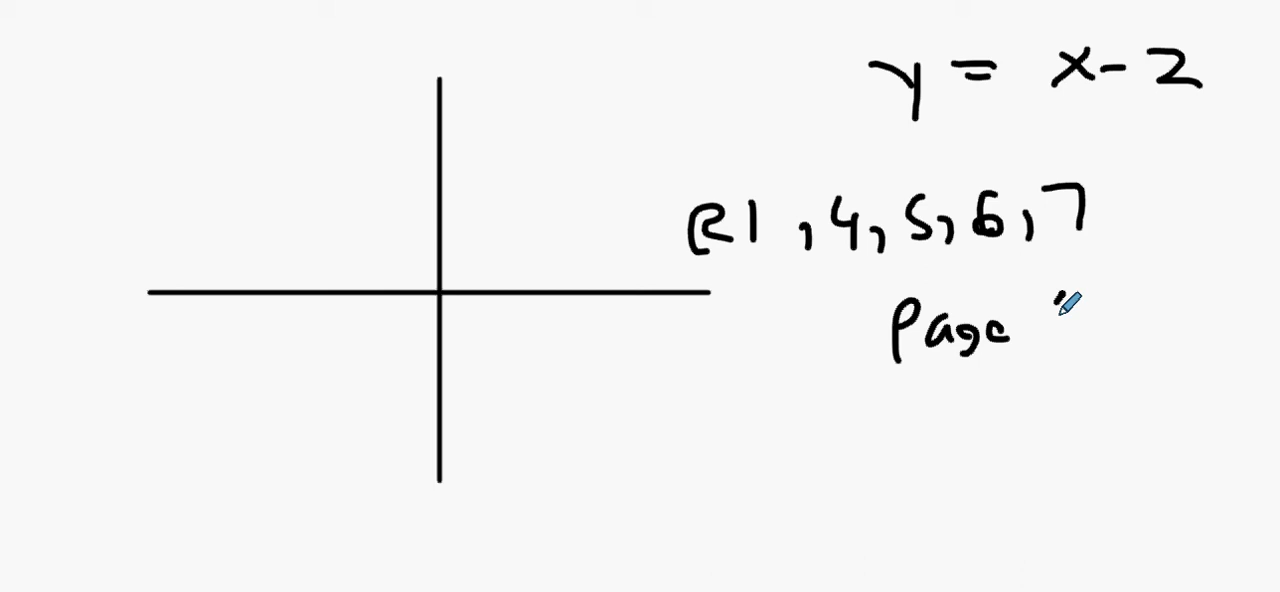 y = x - 2
R1, 4, 5, 6, 7
Page